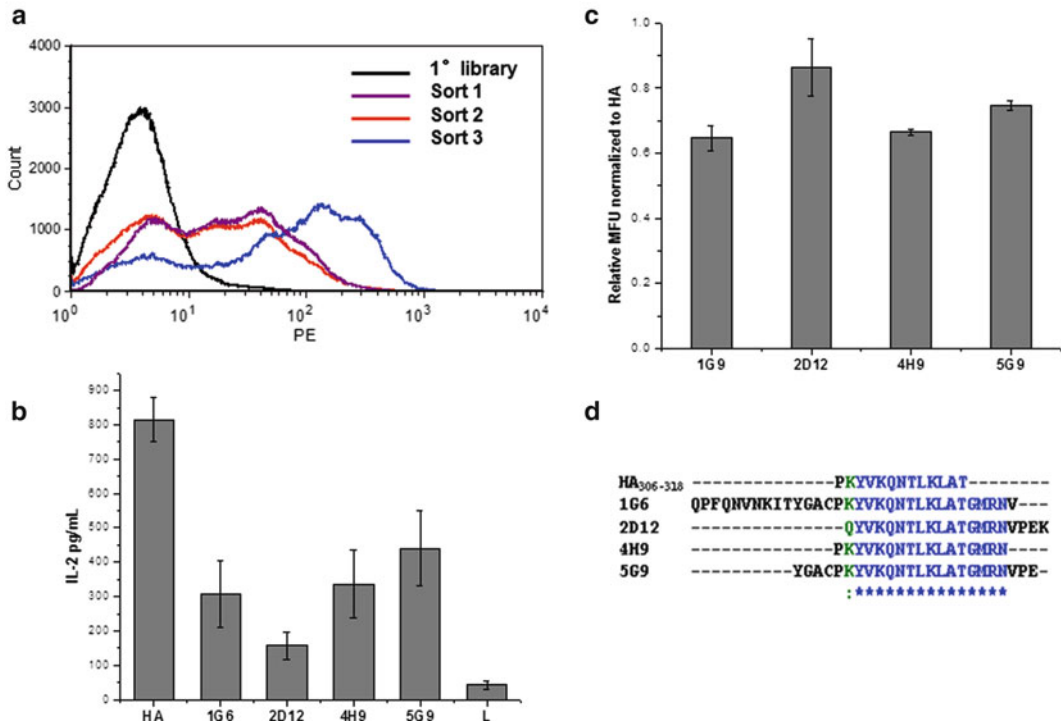 a
4000
3000
2000
1000
0
Count
10^0 10^1 10^2 10^3 10^4
PE
1° library
Sort 1
Sort 2
Sort 3
b
900
800
700
600
500
400
300
200
100
0
IL-2 pg/mL
HA 1G6 2D12 4H9 5G9 L
c
1.0
0.8
0.6
0.4
0.2
0.0
Relative MFU normalized to HA
1G9 2D12 4H9 5G9
d
HA306-318 -------------PKYVKQNTLKLAT-------
1G6 QPFQNVNKITYGACPKYVKQNTLKLATGMRNV---
2D12 --------------QYVKQNTLKLATGMRNVPEK
4H9 -------------PKYVKQNTLKLATGMRN----
5G9 ---------YGACPKYVKQNTLKLATGMRNVPE-
:***************